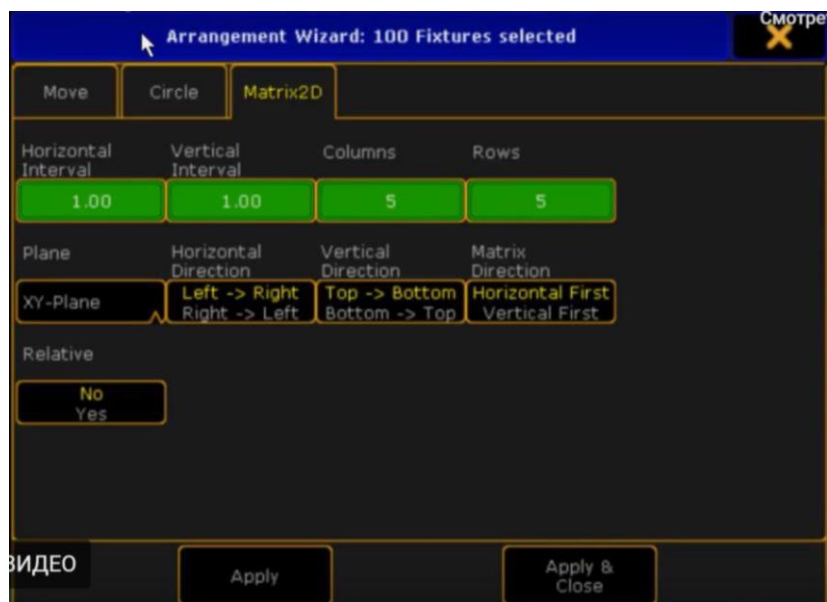 Смотре
Arrangement Wizard: 100 Fixtures selected
Move Circle Matrix2D
Horizontal Interval Vertical Interval Columns Rows
1.00 1.00 5 5
Plane Horizontal Direction Vertical Direction Matrix Direction
XY-Plane Left -> Right Top -> Bottom Horizontal First
Right -> Left Bottom -> Top Vertical First
Relative
No
Yes
ВИДЕО
Apply Apply & Close